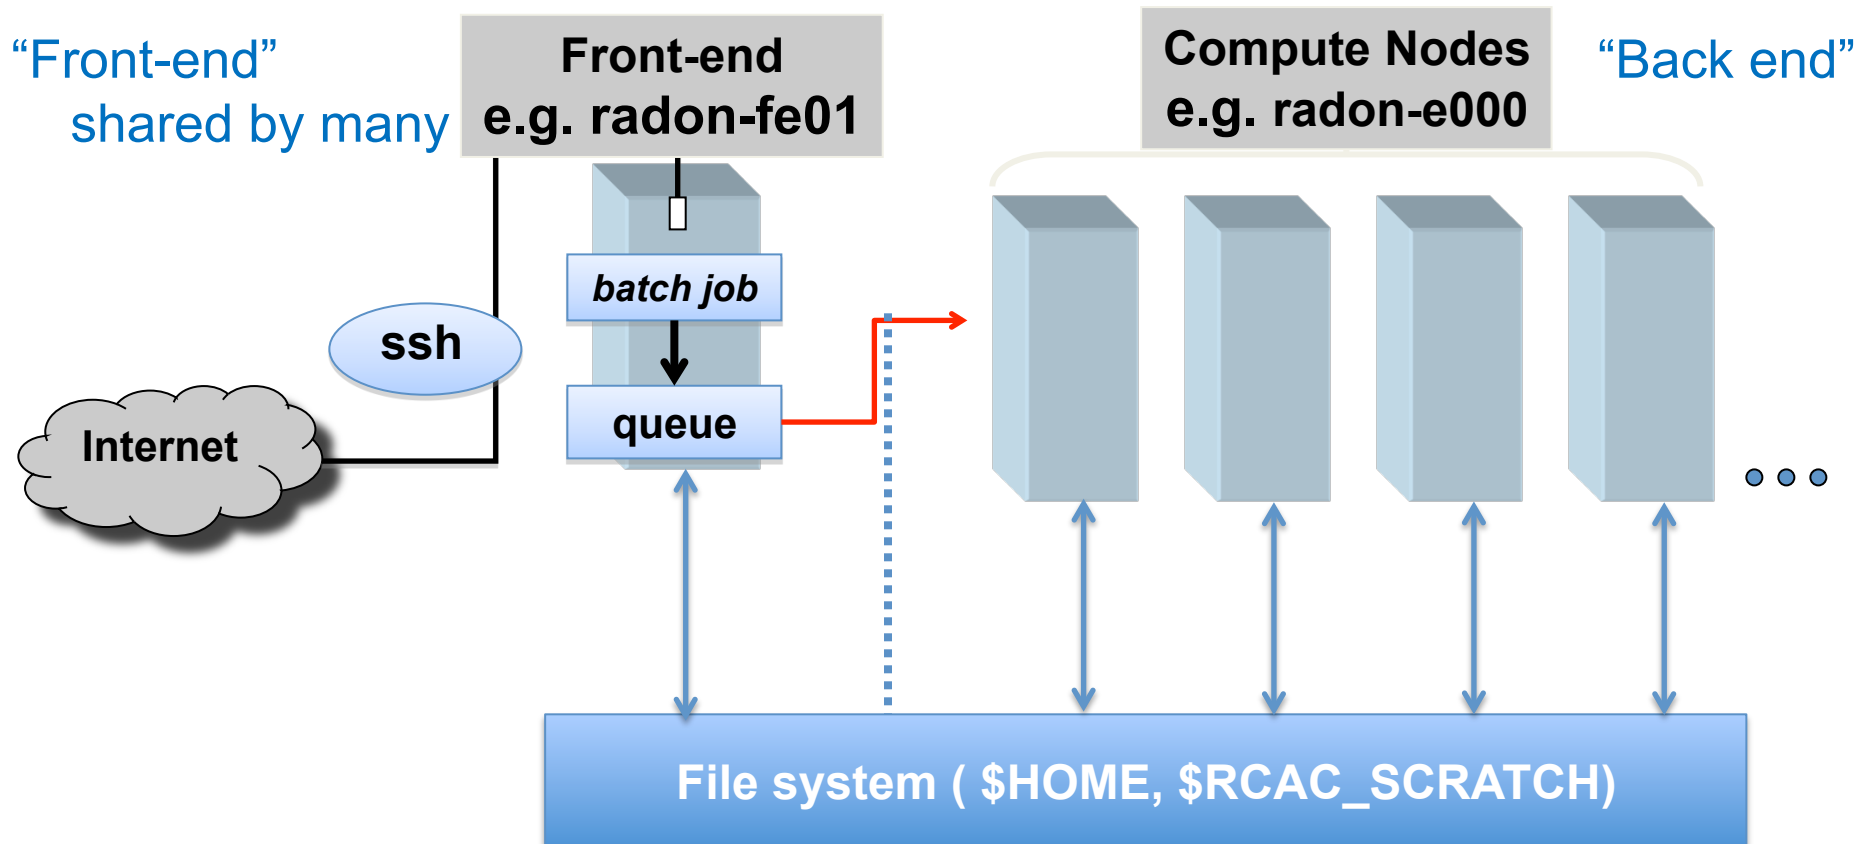 “Front-end”
shared by many
Front-end
e.g. radon-fe01
Compute Nodes
e.g. radon-e000
“Back end”
batch job
ssh
queue
Internet
File system ( $HOME, $RCAC_SCRATCH)